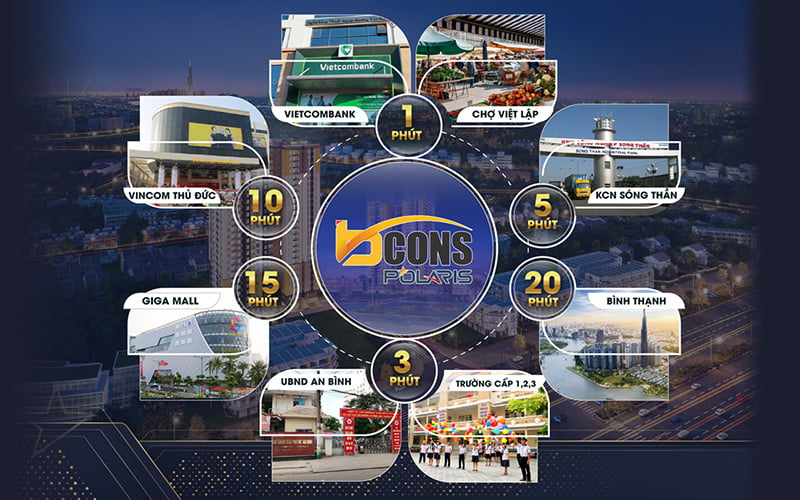 Vietcombank
VIETCOMBANK
CHỢ VIỆT LẬP
1
PHÚT
VINCOM THỦ ĐỨC
10
PHÚT
KCN SÓNG THẦN
5
PHÚT
bCONS
POLARIS
GIGA MALL
15
PHÚT
20
PHÚT
BÌNH THẠNH
3
PHÚT
UBND AN BÌNH
TRƯỜNG CẤP 1,2,3